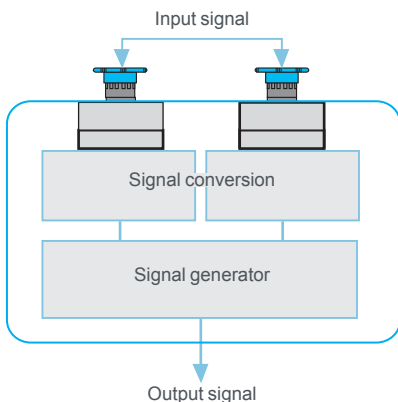 Input signal
Signal conversion
Signal generator
Output signal